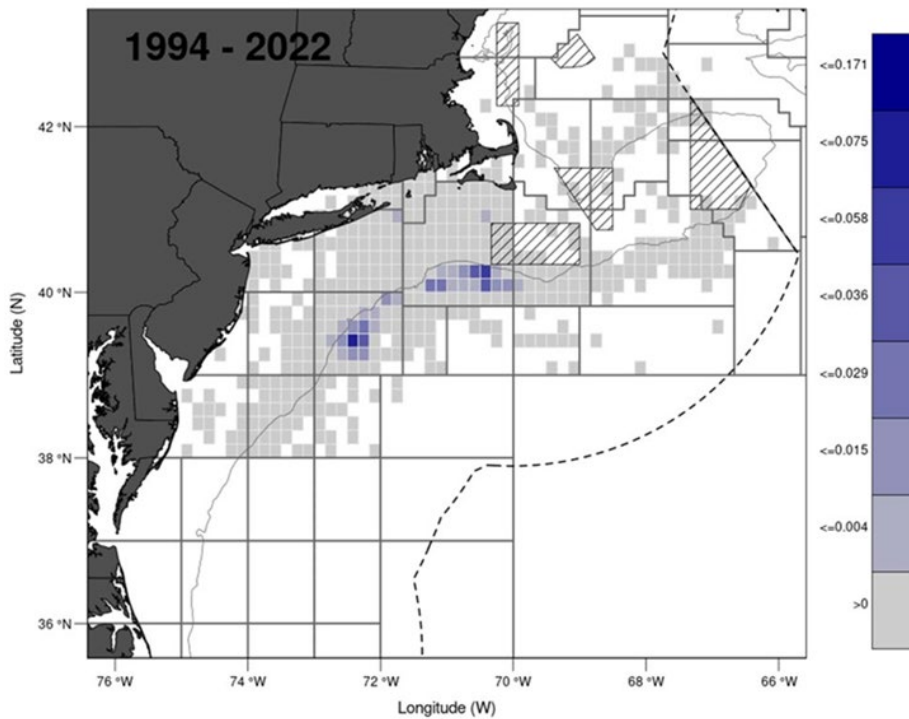 1994 - 2022
42 °N
40 °N
38 °N
36 °N
Latitude (N)
76 °W
74 °W
72 °W
70 °W
68 °W
66 °W
Longitude (W)
<=0.171
<=0.075
<=0.058
<=0.036
<=0.029
<=0.015
<=0.004
>0